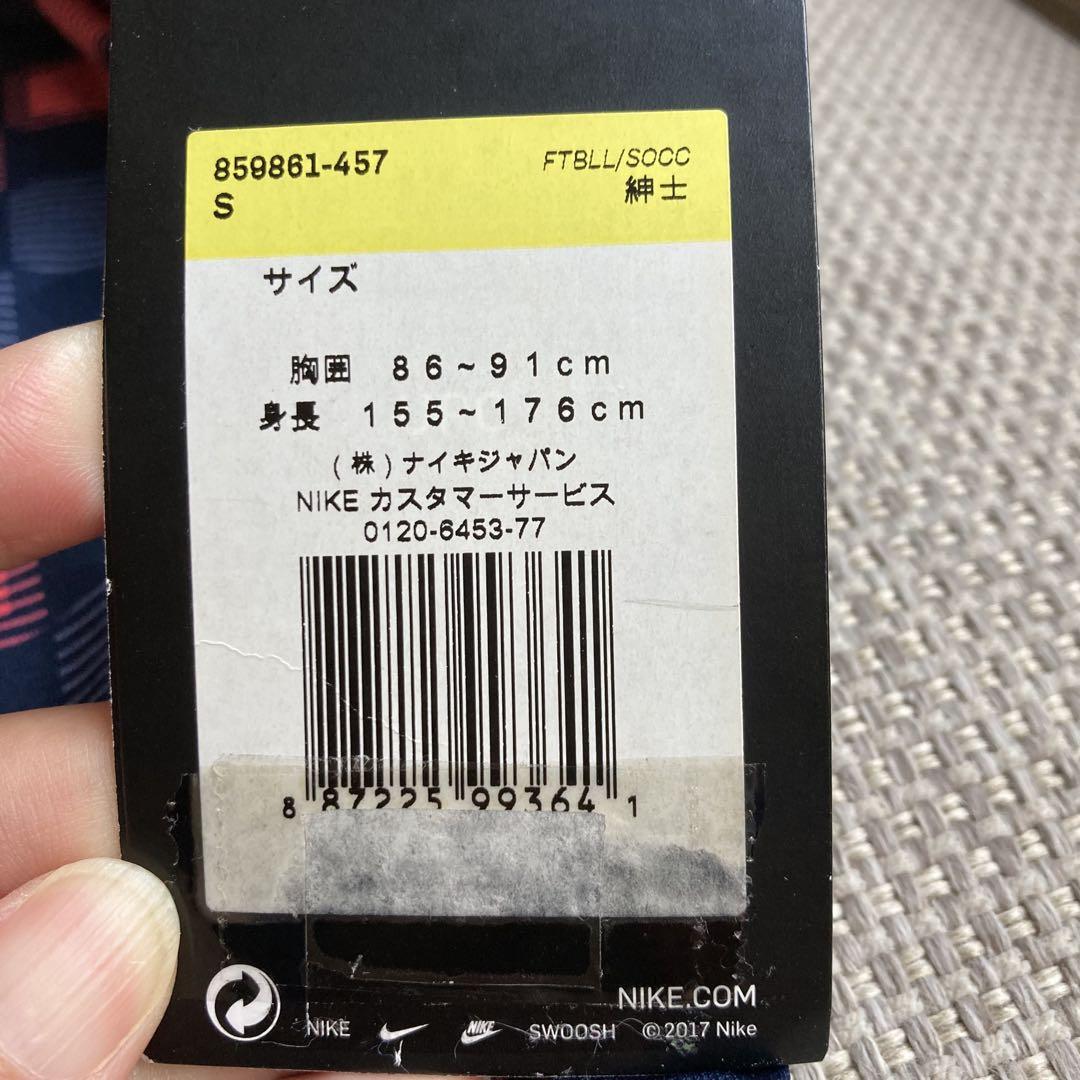 859861-457
FTBLL/SOCC
S
紳士
サイズ
胸囲 86~91cm
身長 155~176cm
(株)ナイキジャパン
NIKE カスタマーサービス
0120-6453-77
8 87225 99364 1
NIKE.COM
NIKE
NIKE
SWOOSH
©2017 Nike